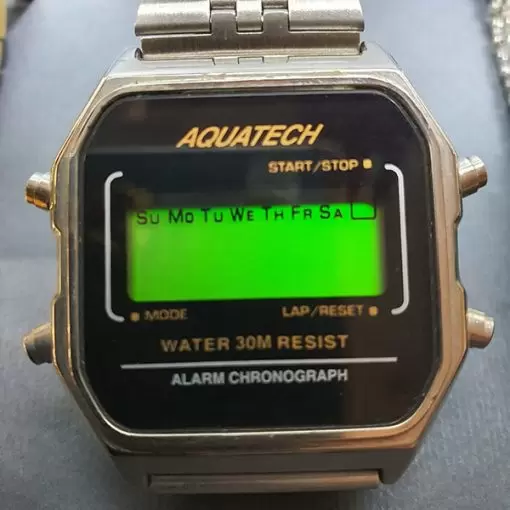 AQUATECH
START/STOP
SU MO TU WE TH FR SA
MODE LAP/RESET
WATER 30M RESIST
ALARM CHRONOGRAPH